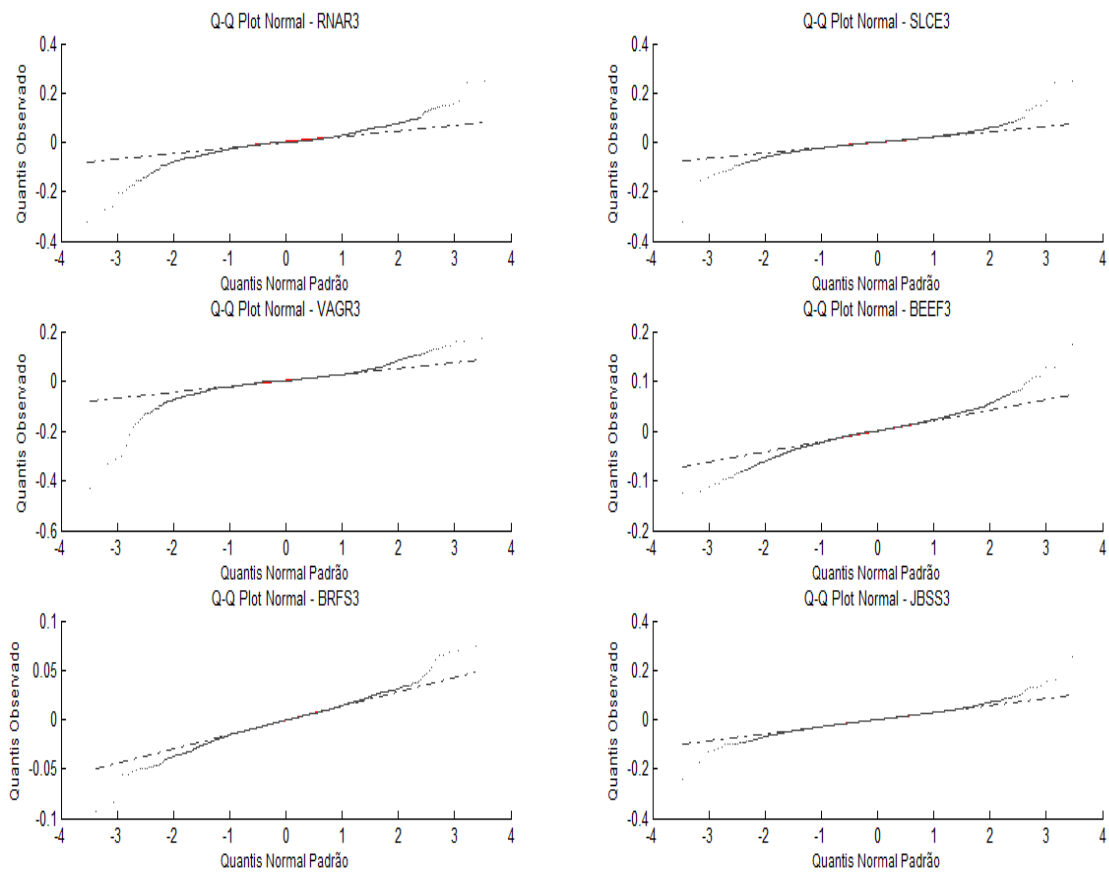 Q-Q Plot Normal - RNAR3
Quantis Observado
0.4
0.2
0
-0.2
-0.4
-4 -3 -2 -1 0 1 2 3 4
Quantis Normal Padrão
Q-Q Plot Normal - SLCE3
Quantis Observado
0.4
0.2
0
-0.2
-0.4
-4 -3 -2 -1 0 1 2 3 4
Quantis Normal Padrão
Q-Q Plot Normal - VAGR3
Quantis Observado
0.2
0
-0.2
-0.4
-0.6
-4 -3 -2 -1 0 1 2 3 4
Quantis Normal Padrão
Q-Q Plot Normal - BEEF3
Quantis Observado
0.2
0.1
0
-0.1
-0.2
-4 -3 -2 -1 0 1 2 3 4
Quantis Normal Padrão
Q-Q Plot Normal - BRFS3
Quantis Observado
0.1
0.05
0
-0.05
-0.1
-4 -3 -2 -1 0 1 2 3 4
Quantis Normal Padrão
Q-Q Plot Normal - JBSS3
Quantis Observado
0.4
0.2
0
-0.2
-0.4
-4 -3 -2 -1 0 1 2 3 4
Quantis Normal Padrão